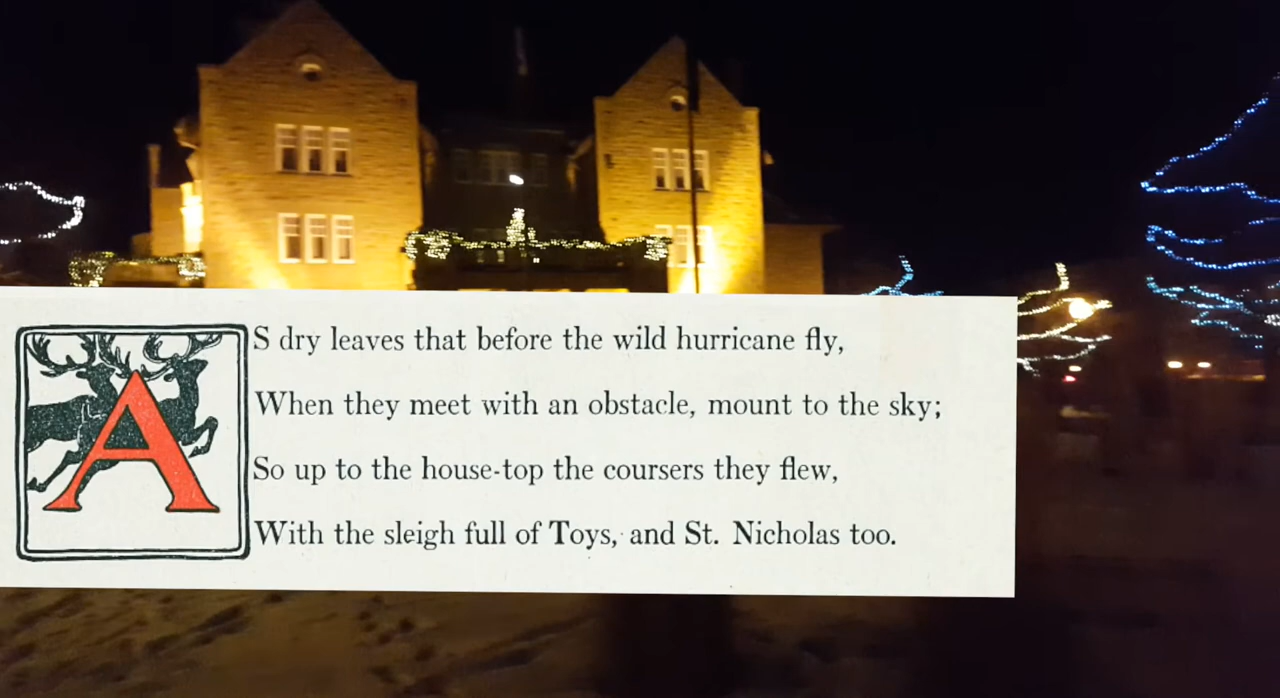 AS dry leaves that before the wild hurricane fly,
When they meet with an obstacle, mount to the sky;
So up to the house-top the coursers they flew,
With the sleigh full of Toys, and St. Nicholas too.